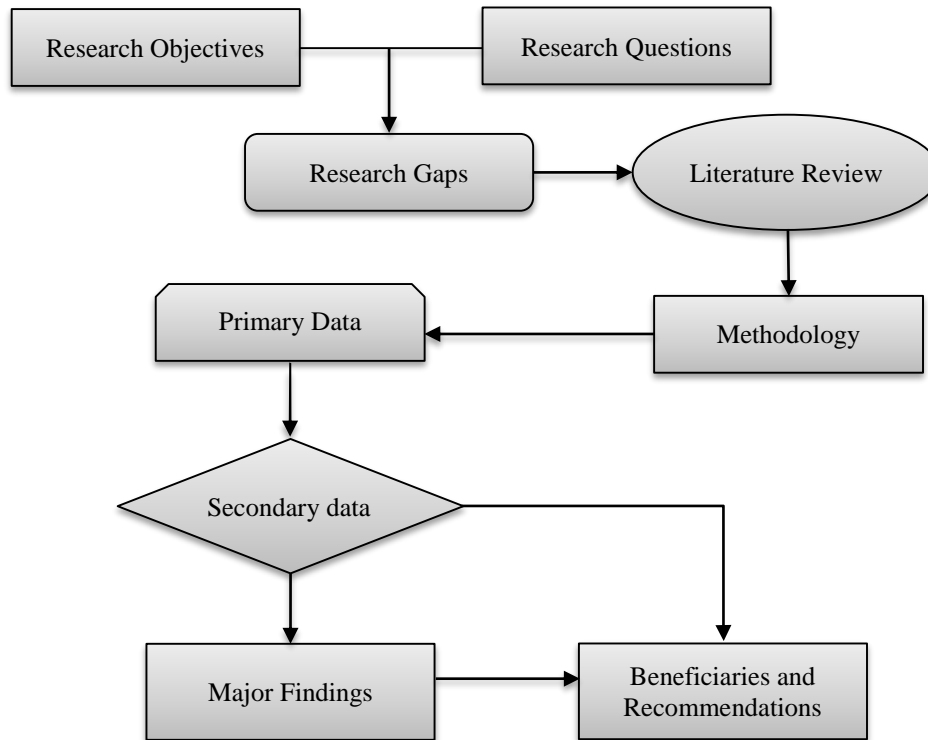 Research Objectives
Research Questions
Research Gaps
Literature Review
Primary Data
Methodology
Secondary data
Major Findings
Beneficiaries and
Recommendations